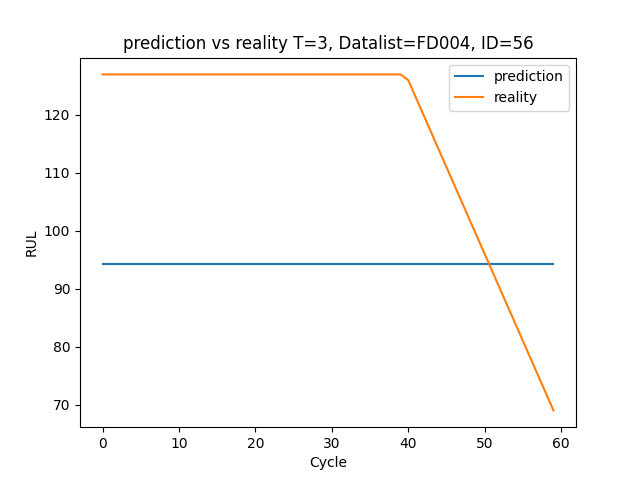 prediction vs reality T=3, Datalist=FD004, ID=56
prediction
reality
RUL
120
110
100
90
80
70
0 10 20 30 40 50 60
Cycle